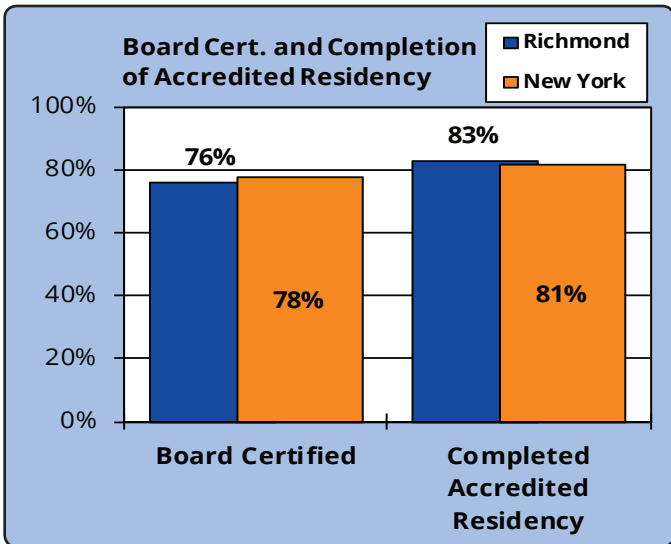 Board Cert. and Completion
of Accredited Residency
Richmond
New York
100%
80%
60%
40%
20%
0%
76%
78%
83%
81%
Board Certified
Completed
Accredited
Residency